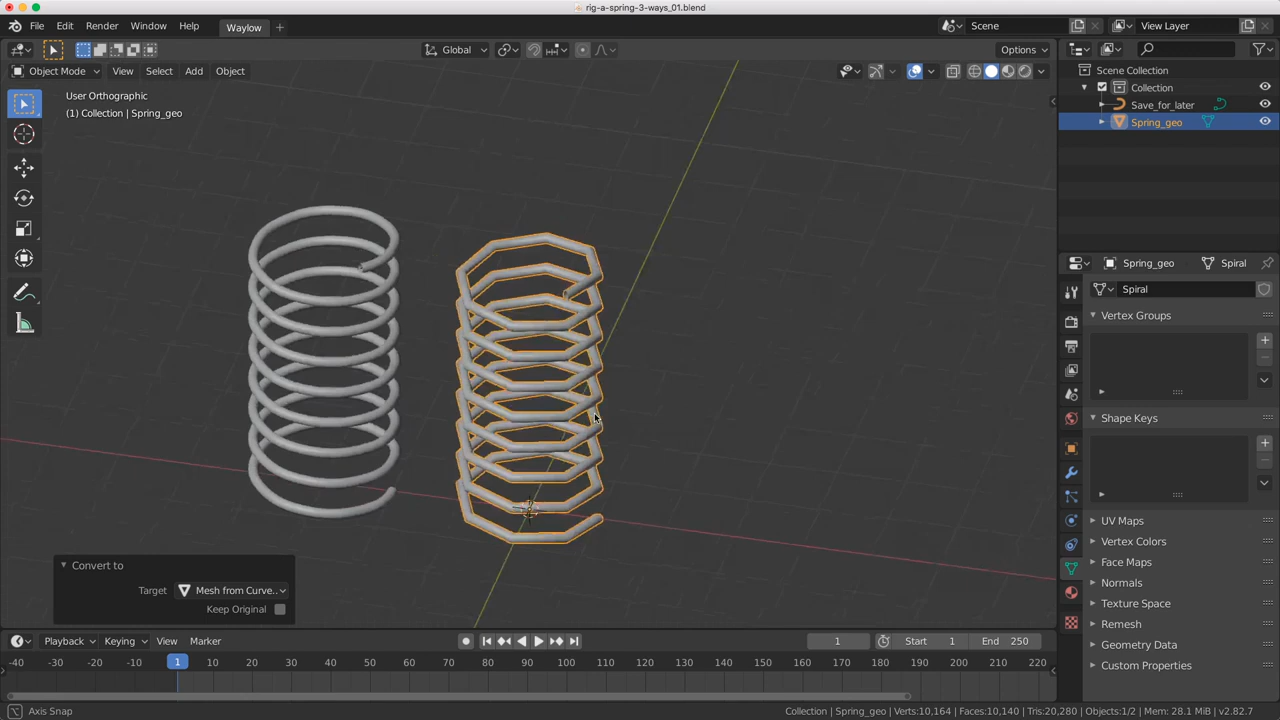 rig-a-spring-3-ways_01.blend
File Edit Render Window Help Waylow + Scene View Layer
Global Options
Object Mode View Select Add Object
User Orthographic
(1) Collection | Spring_geo
Scene Collection
Collection
Save_for_later
Spring_geo
Spring_geo Spiral
Spiral
Vertex Groups
Shape Keys
UV Maps
Vertex Colors
Face Maps
Normals
Texture Space
Remesh
Geometry Data
Custom Properties
Convert to
Target Mesh from Curve..
Keep Original
Playback Keying View Marker 1 Start 1 End 250
-40 -30 -20 -10 1 10 20 30 40 50 60 70 80 90 100 110 120 130 140 150 160 170 180 190 200 210 220
Axis Snap Collection | Spring_geo | Verts:10,164 | Faces:10,140 | Tris:20,280 | Objects:1/2 | Mem: 28.1 MiB | v2.82.7